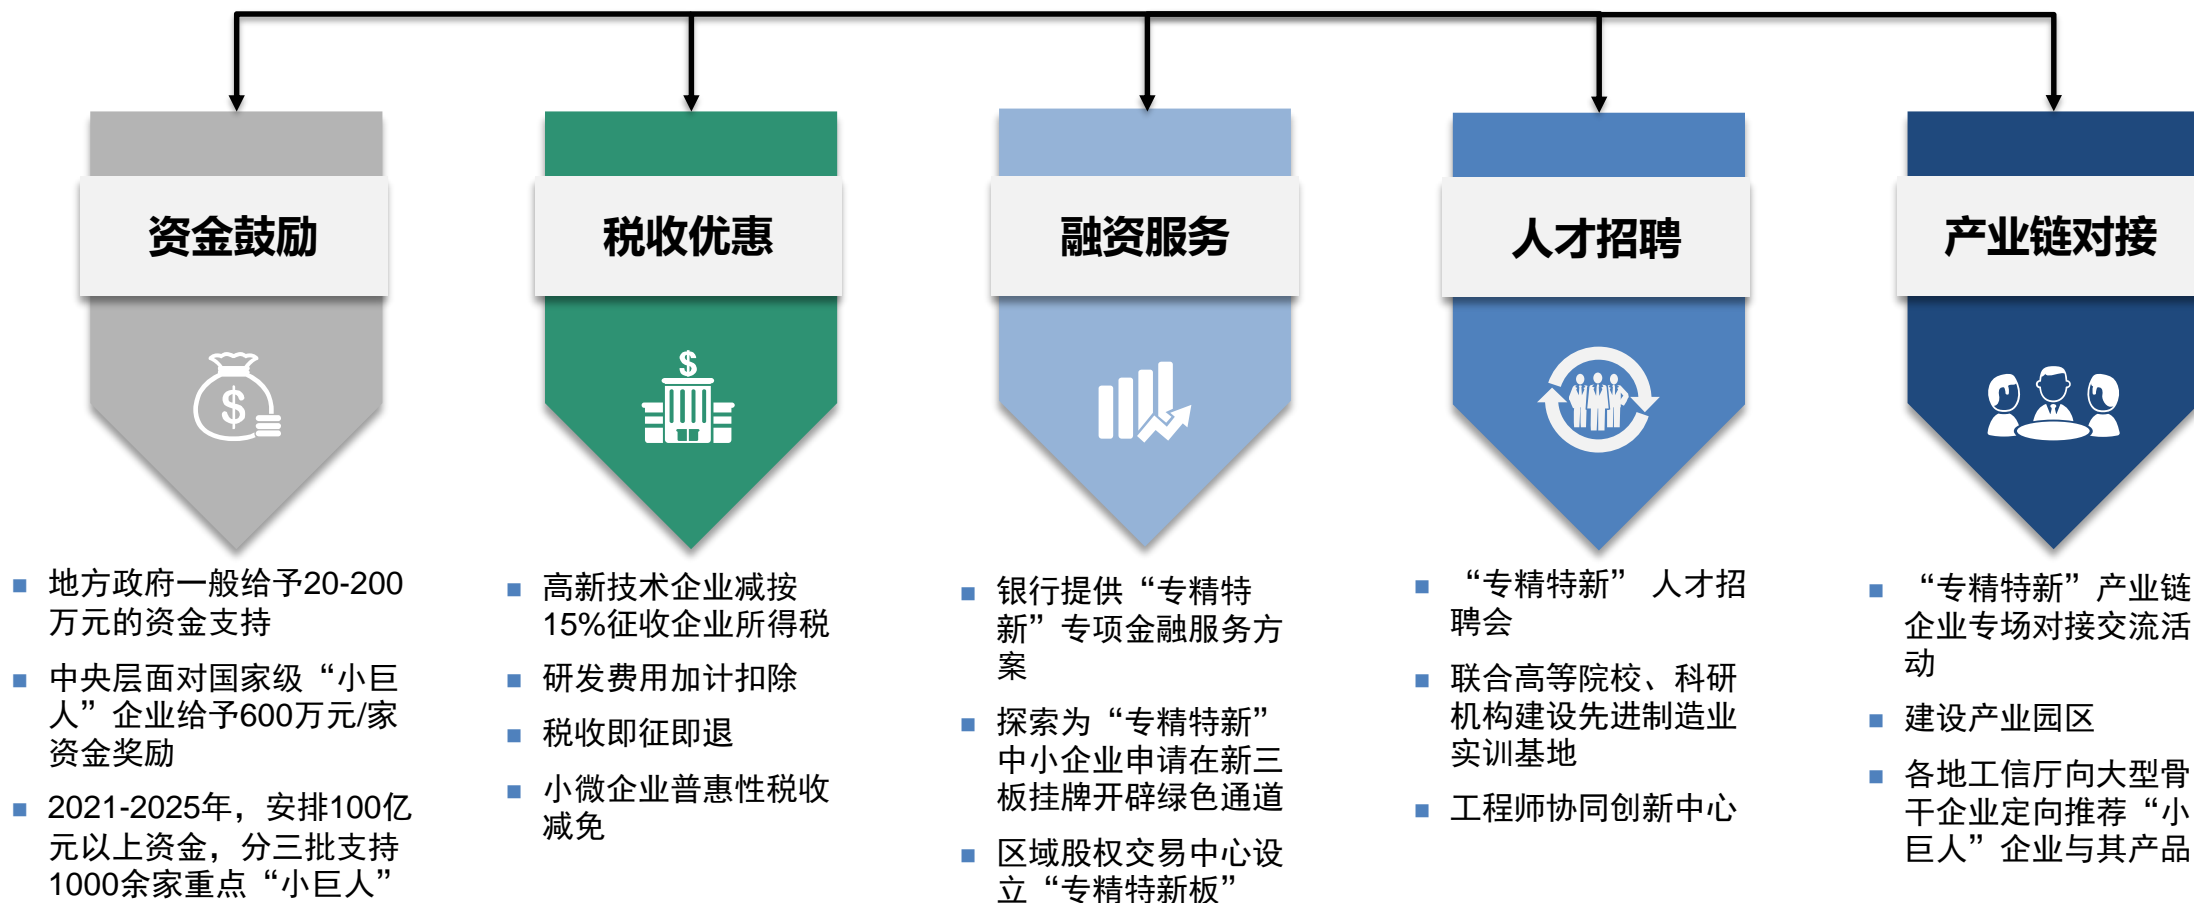 资金鼓励
税收优惠
融资服务
人才招聘
产业链对接
$
$
地方政府一般给予20-200
万元的资金支持
中央层面对国家级“小巨
人”企业给予600万元/家
资金奖励
2021-2025年，安排100亿
元以上资金，分三批支持
1000余家重点“小巨人”
高新技术企业减按
15%征收企业所得税
研发费用加计扣除
税收即征即退
小微企业普惠性税收
减免
银行提供“专精特
新”专项金融服务方
案
探索为“专精特新”
中小企业申请在新三
板挂牌开辟绿色通道
区域股权交易中心设
立“专精特新板”
“专精特新” 人才招
聘会
联合高等院校、科研
机构建设先进制造业
实训基地
工程师协同创新中心
“专精特新”产业链
企业专场对接交流活
动
建设产业园区
各地工信厅向大型骨
干企业定向推荐“小
巨人”企业与其产品